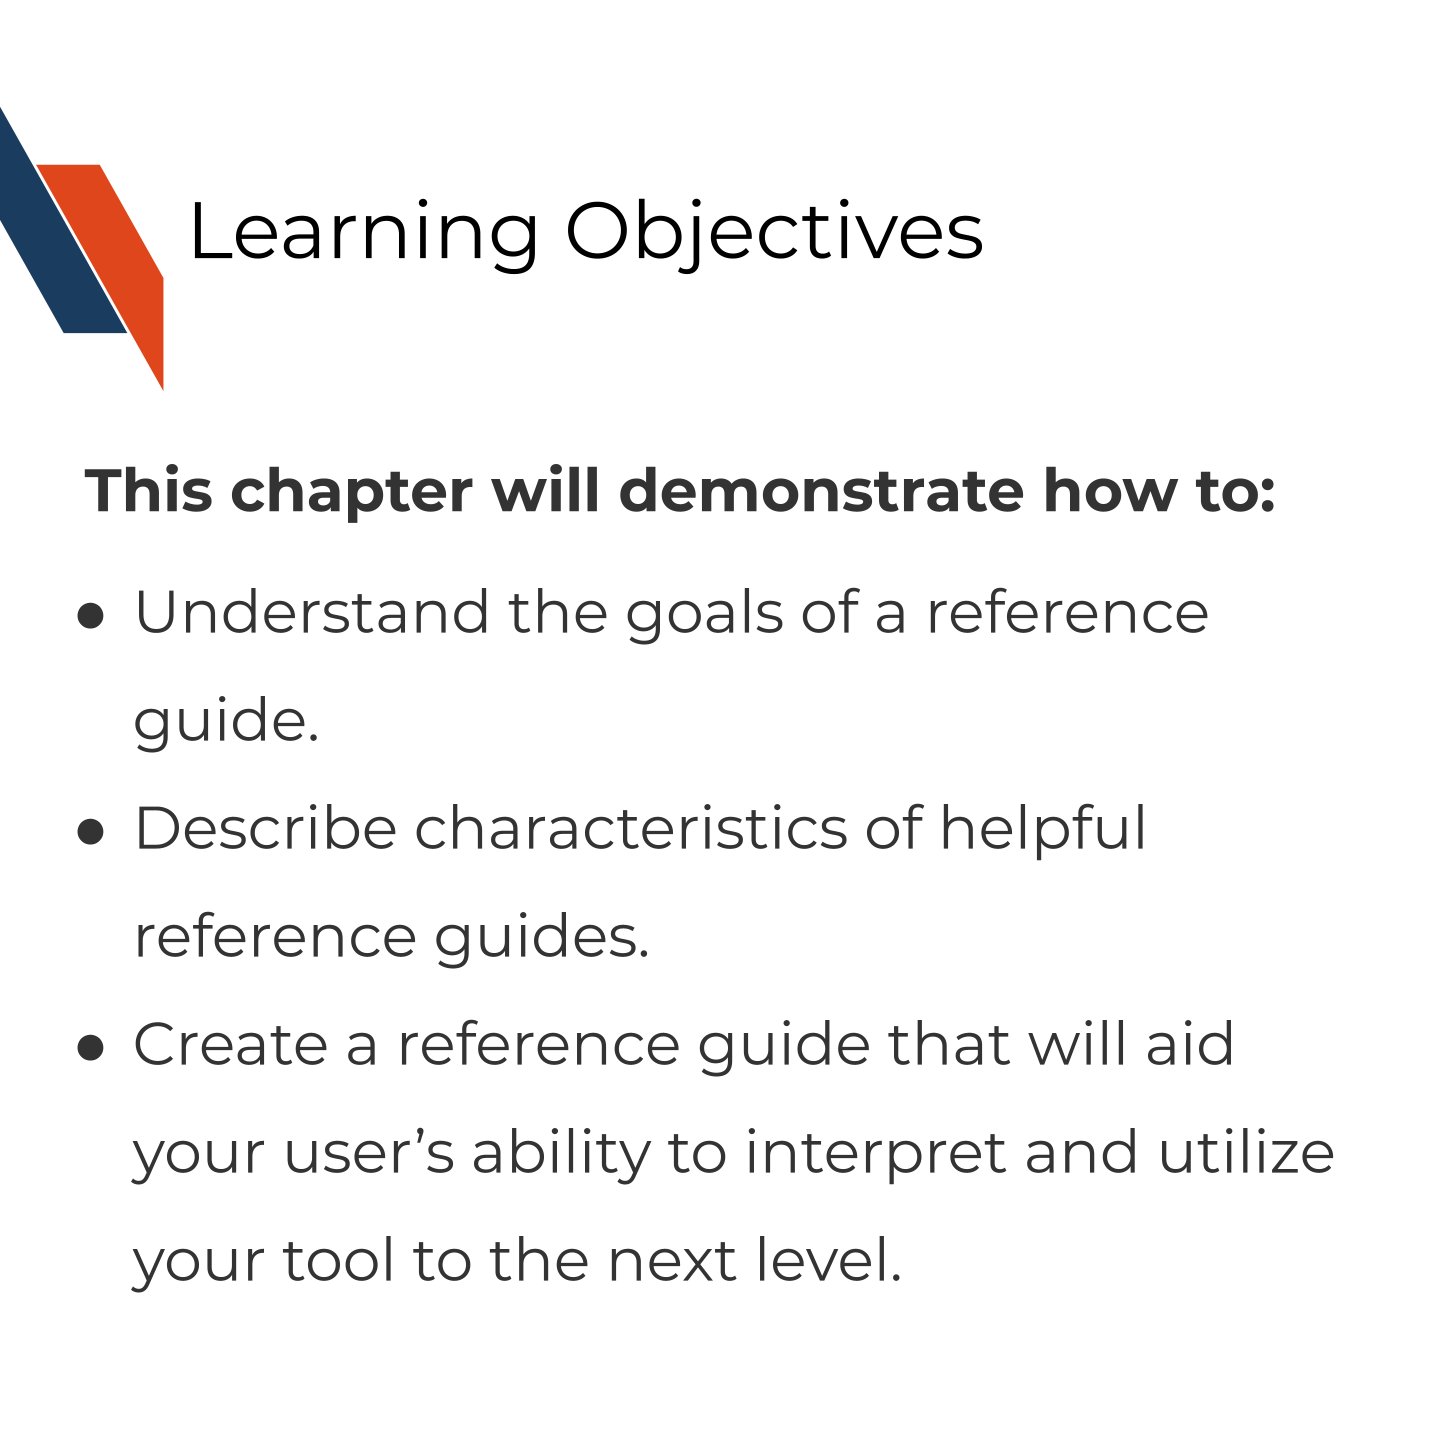 Learning Objectives
This chapter will demonstrate how to:
● Understand the goals of a reference
guide.
● Describe characteristics of helpful
reference guides.
● Create a reference guide that will aid
your user’s ability to interpret and utilize
your tool to the next level.